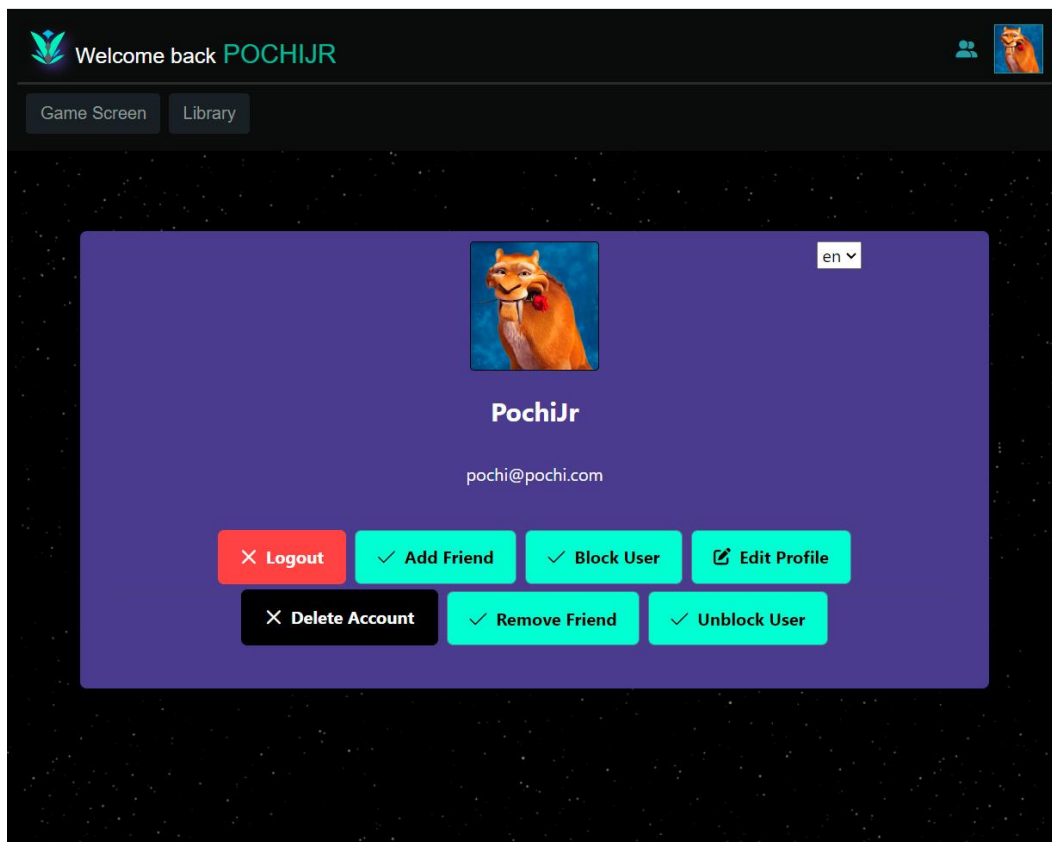 Welcome back POCHIJR
Game Screen Library
en
PochiJr
pochi@pochi.com
Logout Add Friend Block User Edit Profile
Delete Account Remove Friend Unblock User